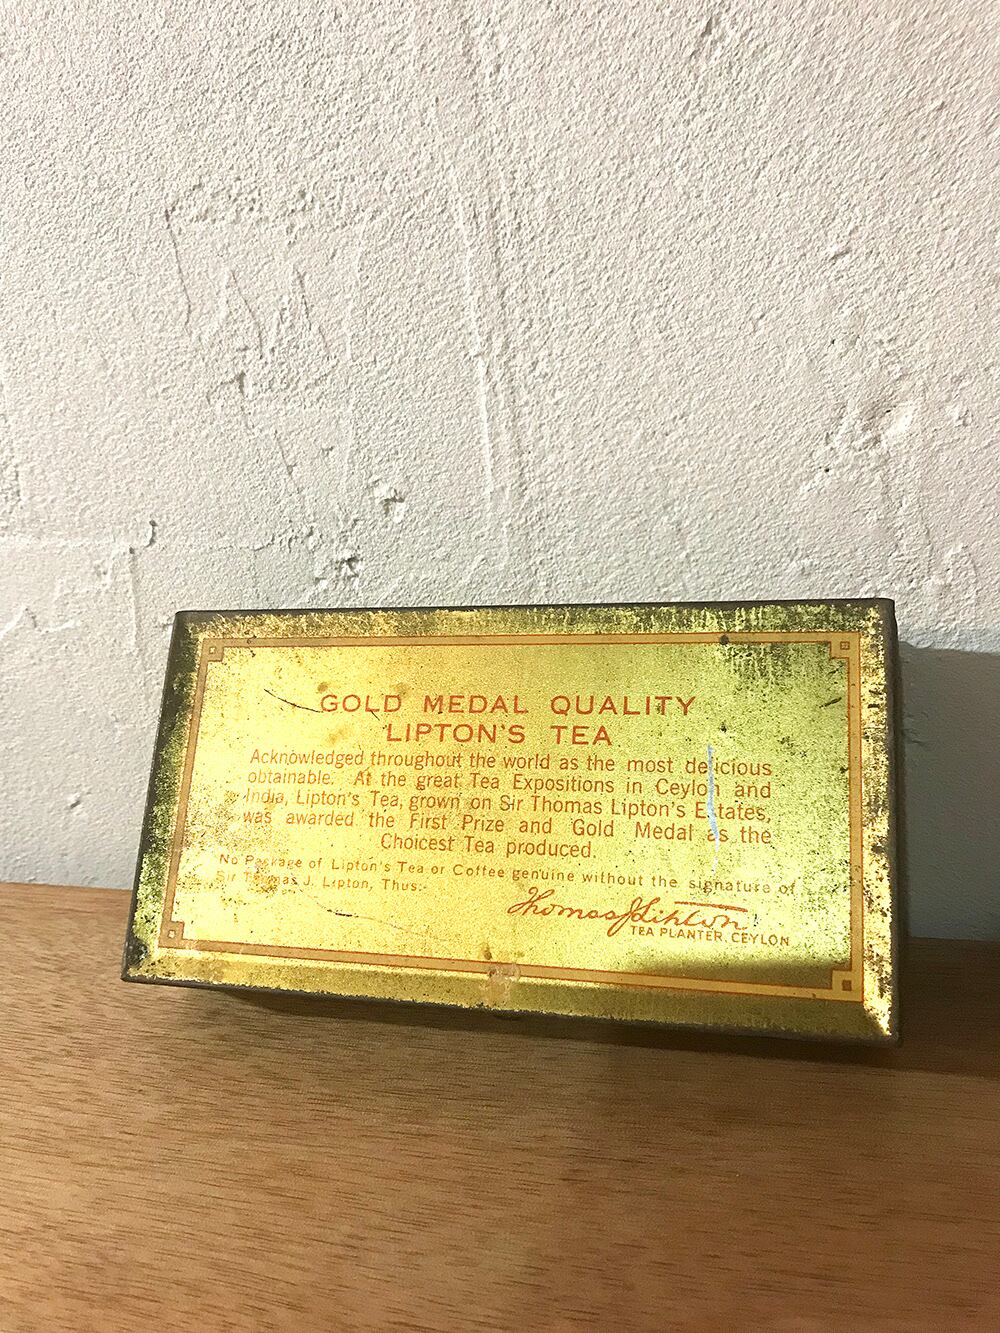 GOLD MEDAL QUALITY
LIPTON'S TEA
Acknowledged throughout the world as the most delicious
obtainable. At the great Tea Expositions in Ceylon and
India, Lipton's Tea, grown on Sir Thomas Lipton's Estates,
was awarded the First Prize and Gold Medal as the
Choicest Tea produced.
No Package of Lipton's Tea or Coffee genuine without the signature of
Sir Thomas J. Lipton, Thus:-
Thomas J Lipton
TEA PLANTER, CEYLON